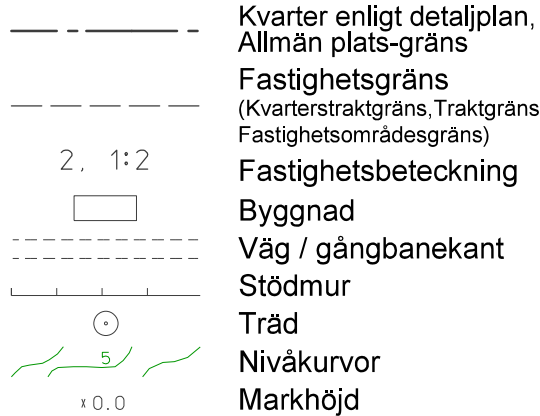 Kvarter enligt detaljplan,
Allmän plats-gräns
Fastighetsgräns
(Kvarterstraktgräns,Traktgräns
Fastighetsområdesgräns)
2, 1:2 Fastighetsbeteckning
Byggnad
Väg / gångbanekant
Stödmur
Träd
5 Nivåkurvor
x0.0 Markhöjd